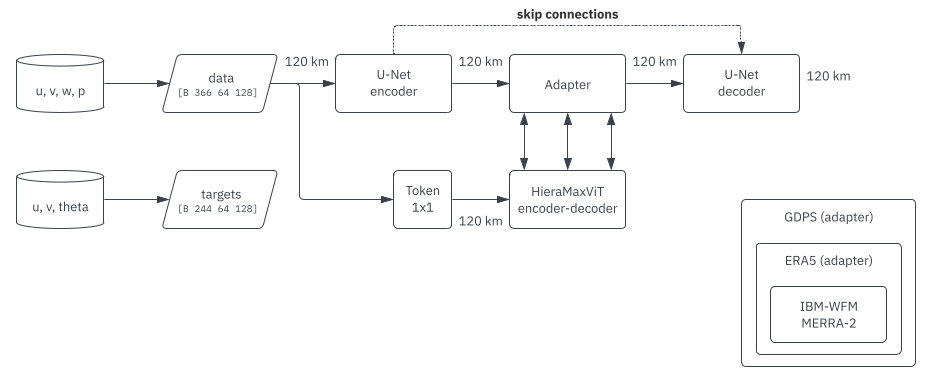 skip connections
u, v, w, p
data
[B 366 64 128]
120 km
U-Net
encoder
120 km
Adapter
120 km
U-Net
decoder
120 km
u, v, theta
targets
[B 244 64 128]
Token
1x1
120 km
HieraMaxViT
encoder-decoder
GDPS (adapter)
ERA5 (adapter)
IBM-WFM
MERRA-2